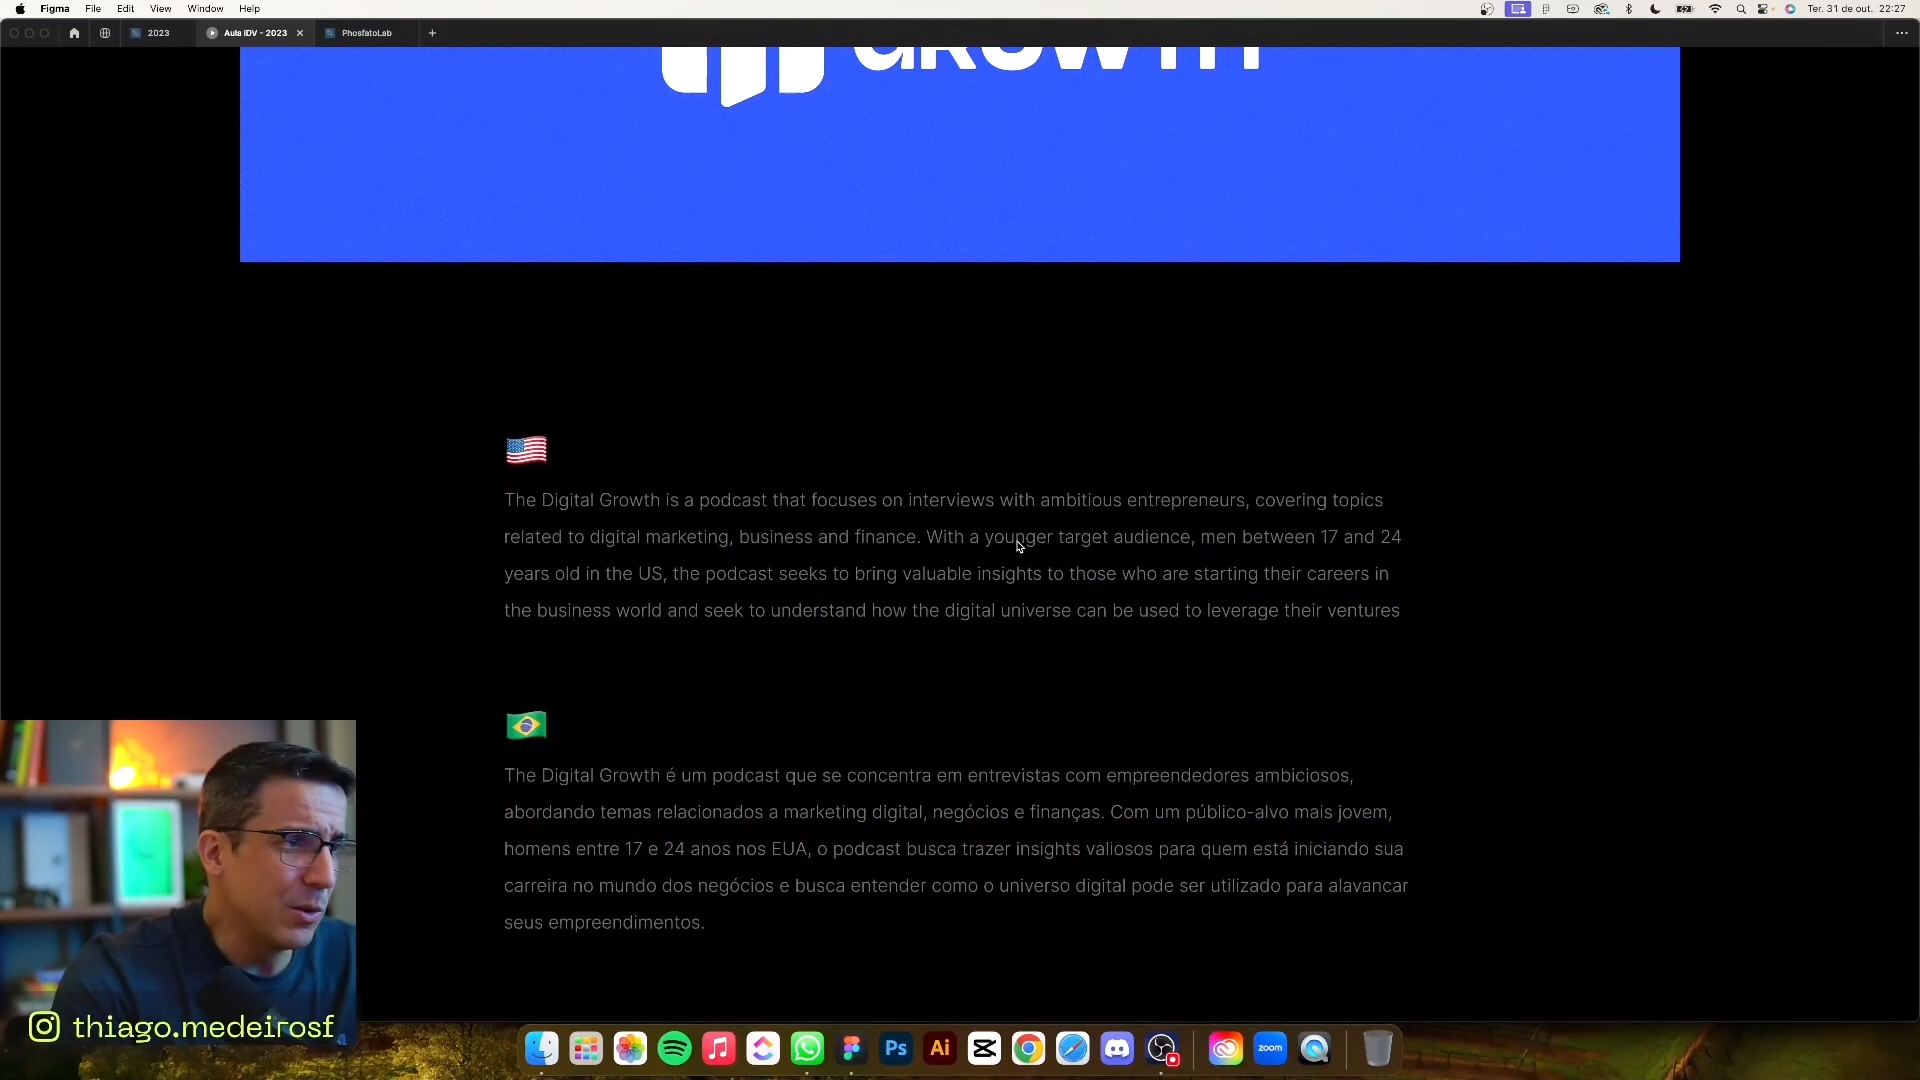 Figma File Edit View Window Help
Ter. 31 de out. 22:27
2023 Aula IDV - 2023 PhosfatoLab
GROWTH
The Digital Growth is a podcast that focuses on interviews with ambitious entrepreneurs, covering topics
related to digital marketing, business and finance. With a younger target audience, men between 17 and 24
years old in the US, the podcast seeks to bring valuable insights to those who are starting their careers in
the business world and seek to understand how the digital universe can be used to leverage their ventures
The Digital Growth é um podcast que se concentra em entrevistas com empreendedores ambiciosos,
abordando temas relacionados a marketing digital, negócios e finanças. Com um público-alvo mais jovem,
homens entre 17 e 24 anos nos EUA, o podcast busca trazer insights valiosos para quem está iniciando sua
carreira no mundo dos negócios e busca entender como o universo digital pode ser utilizado para alavancar
seus empreendimentos.
thiago.medeirosf
Ps Ai zoom